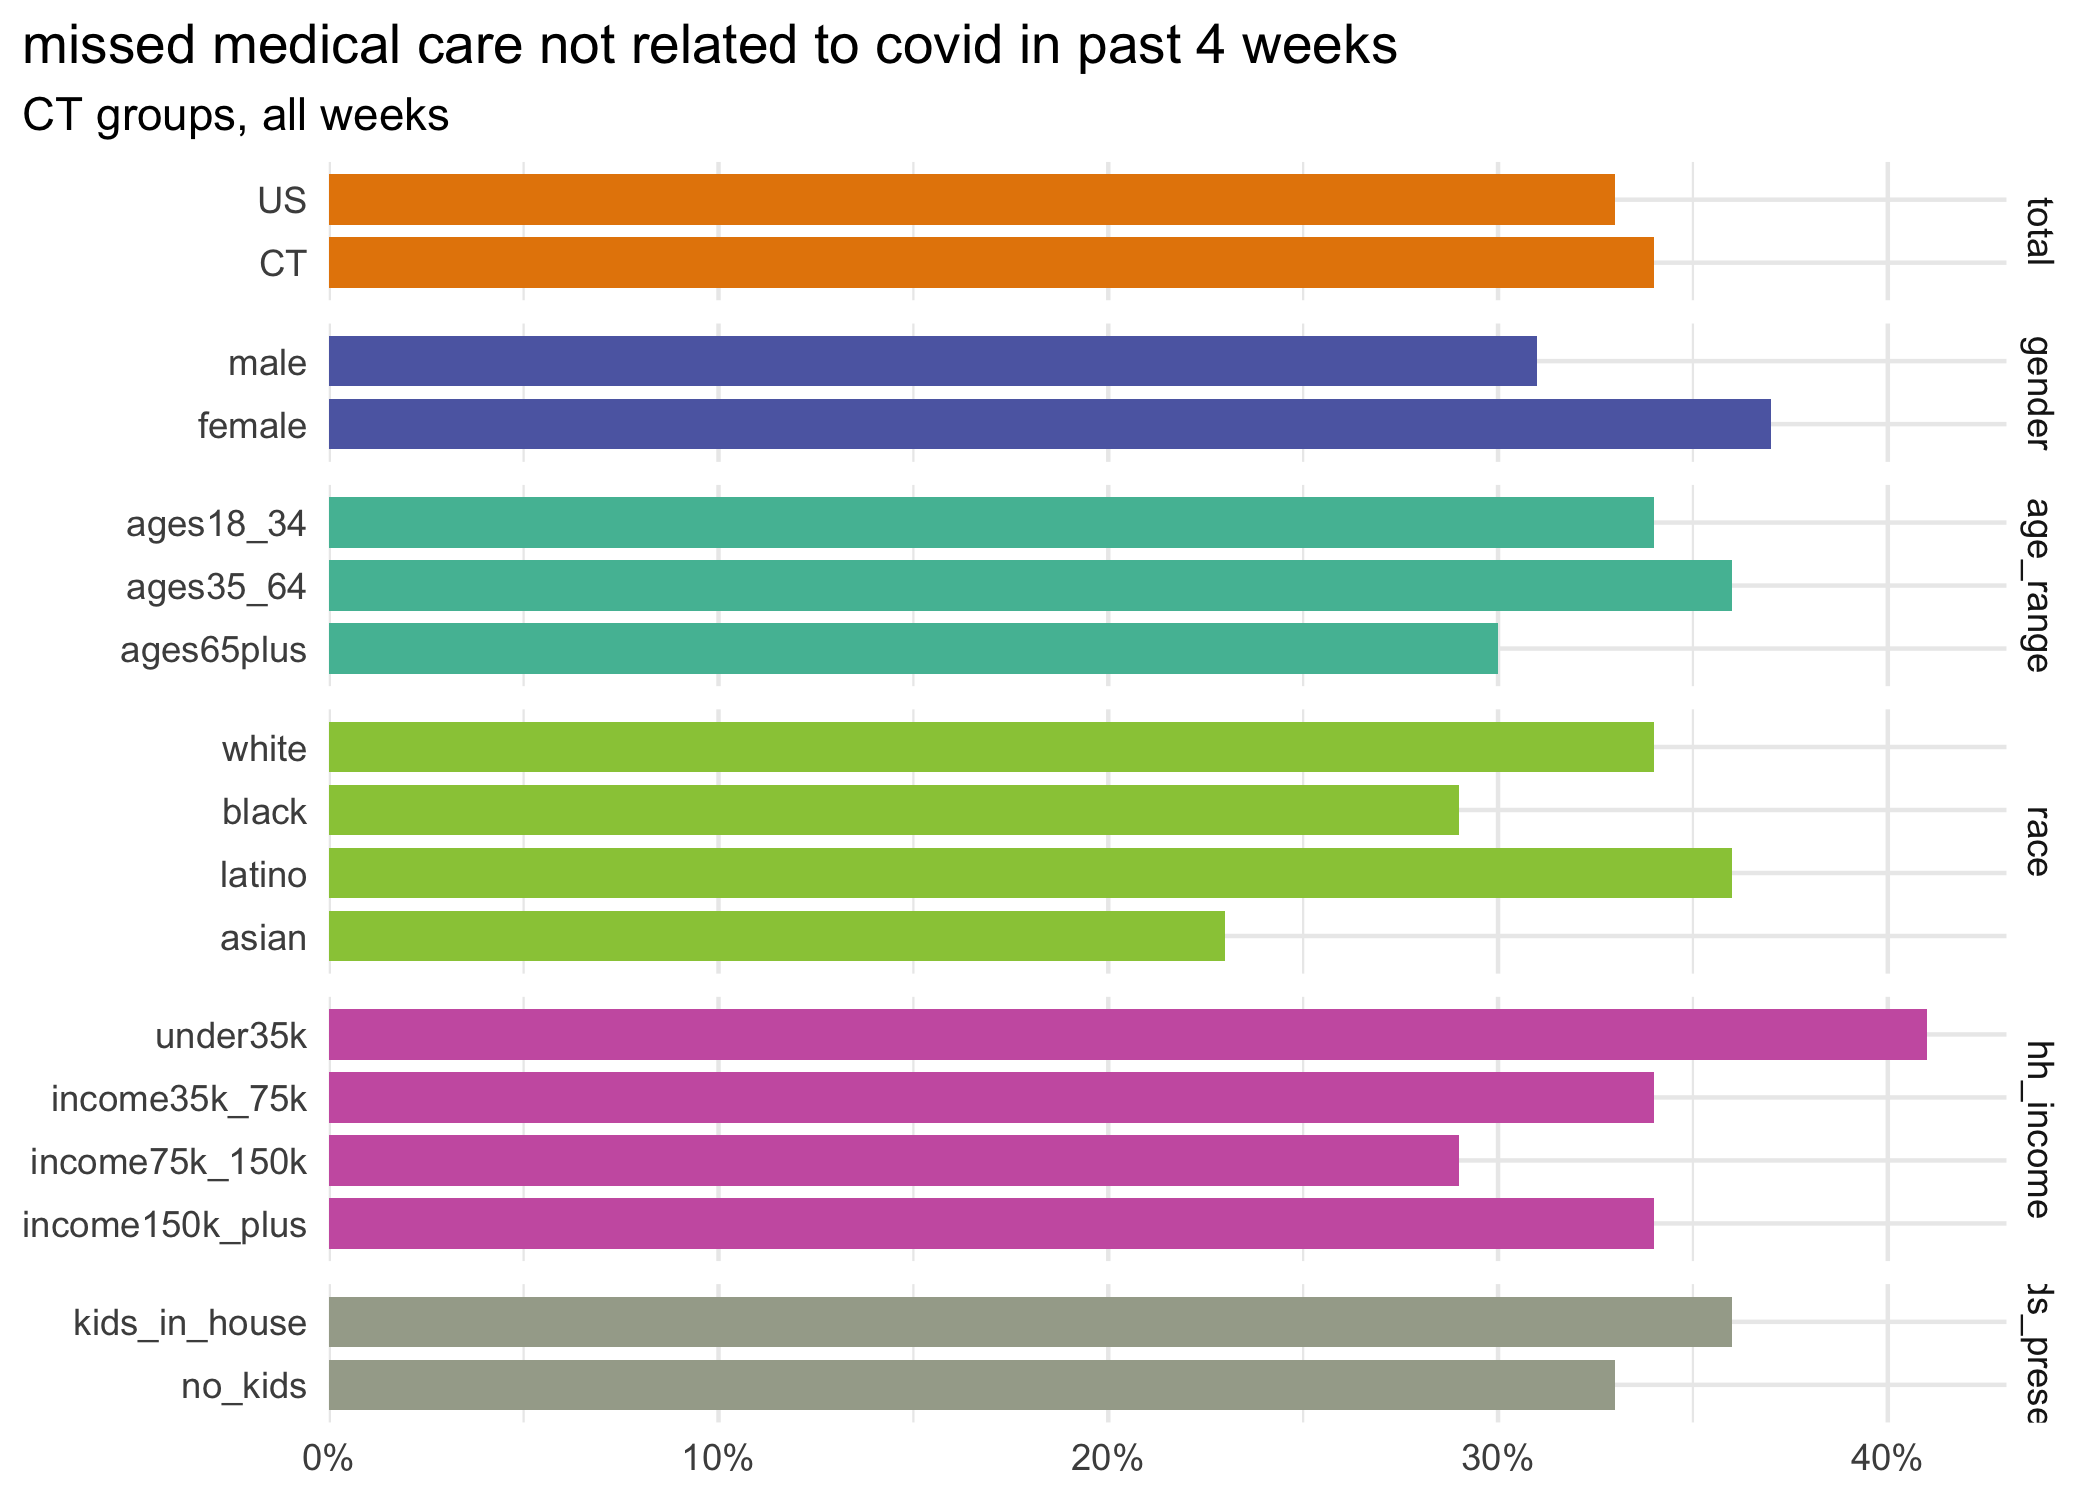 missed medical care not related to covid in past 4 weeks
CT groups, all weeks
US
CT
total
male
female
gender
ages18_34
ages35_64
ages65plus
age_range
white
black
latino
asian
race
under35k
income35k_75k
income75k_150k
income150k_plus
hh_income
kids_in_house
no_kids
ds_prese
0% 10% 20% 30% 40%